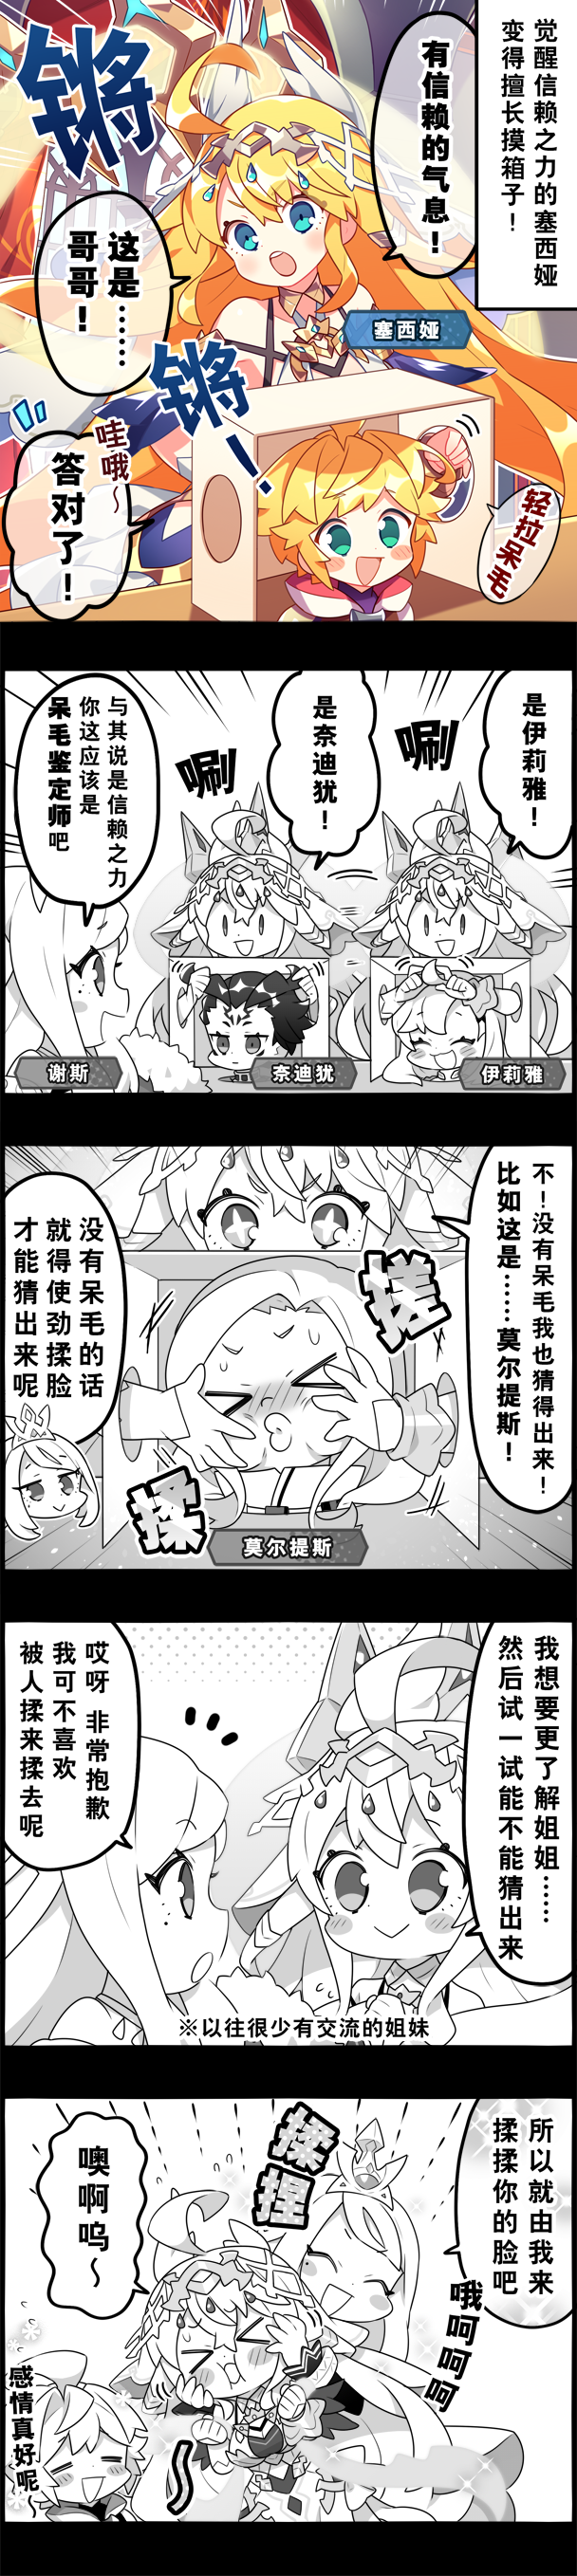 觉醒信赖之力的塞西娅
变得擅长摸箱子！
有信赖的气息！
锵
这是……
哥哥！
塞西娅
锵！
哇哦～
答对了！
轻拉呆毛
是伊莉雅！
唰
是奈迪犹！
唰
与其说是信赖之力
你这应该是
呆毛鉴定师吧
谢斯
奈迪犹
伊莉雅
不！没有呆毛我也猜得出来！
比如这是……莫尔提斯！
搓
没有呆毛的话
就得使劲揉脸
才能猜出来呢
揉
莫尔提斯
我想要更了解姐姐……
然后试一试能不能猜出来
哎呀 非常抱歉
我可不喜欢
被人揉来揉去呢
※以往很少有交流的姐妹
所以就由我来
揉揉你的脸吧
揉
捏
哦呵呵呵
噢啊呜～
感情真好呢～